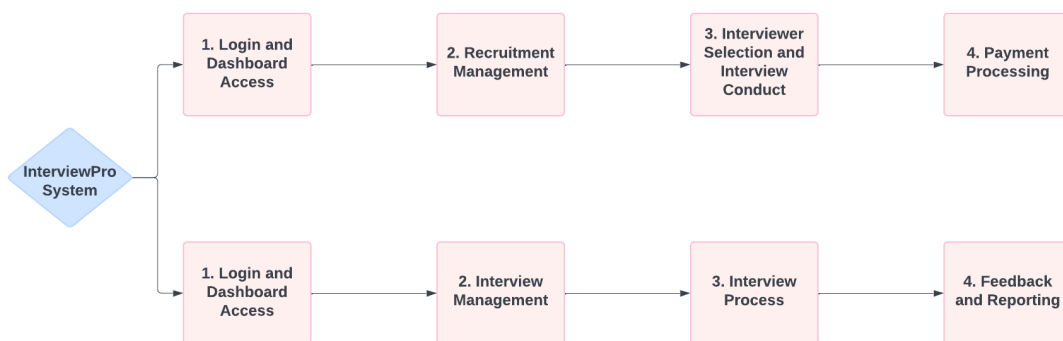 1. Login and
Dashboard
Access
2. Recruitment
Management
3. Interviewer
Selection and
Interview
Conduct
4. Payment
Processing
InterviewPro
System
1. Login and
Dashboard
Access
2. Interview
Management
3. Interview
Process
4. Feedback
and Reporting